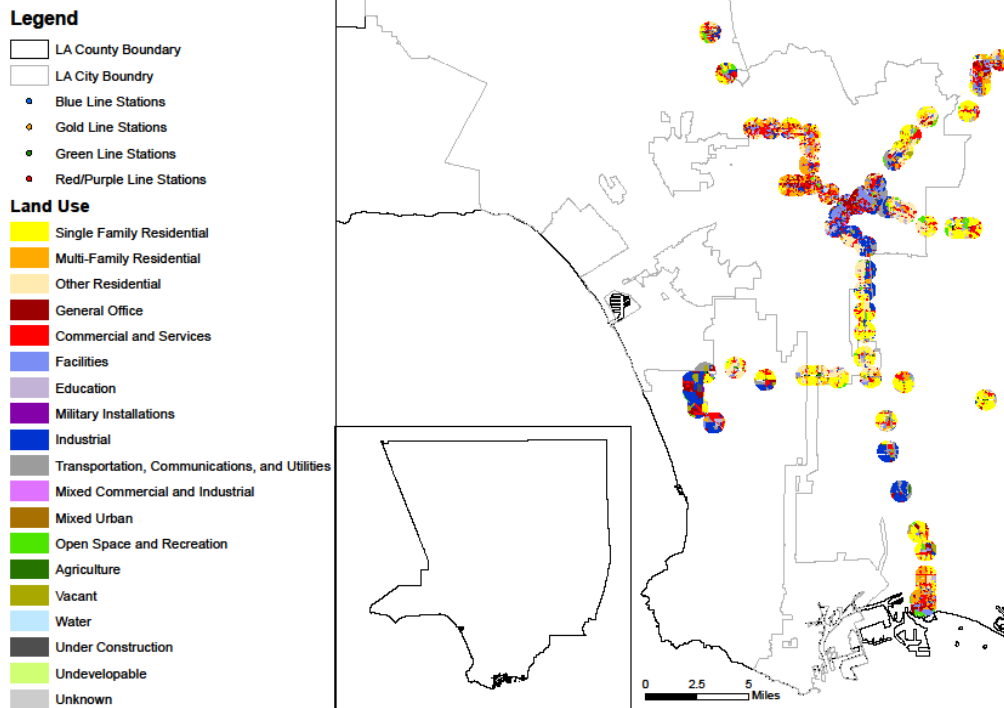 Legend
LA County Boundary
LA City Boundry
Blue Line Stations
Gold Line Stations
Green Line Stations
Red/Purple Line Stations
Land Use
Single Family Residential
Multi-Family Residential
Other Residential
General Office
Commercial and Services
Facilities
Education
Military Installations
Industrial
Transportation, Communications, and Utilities
Mixed Commercial and Industrial
Mixed Urban
Open Space and Recreation
Agriculture
Vacant
Water
Under Construction
Undevelopable
Unknown
0 2.5 5
Miles